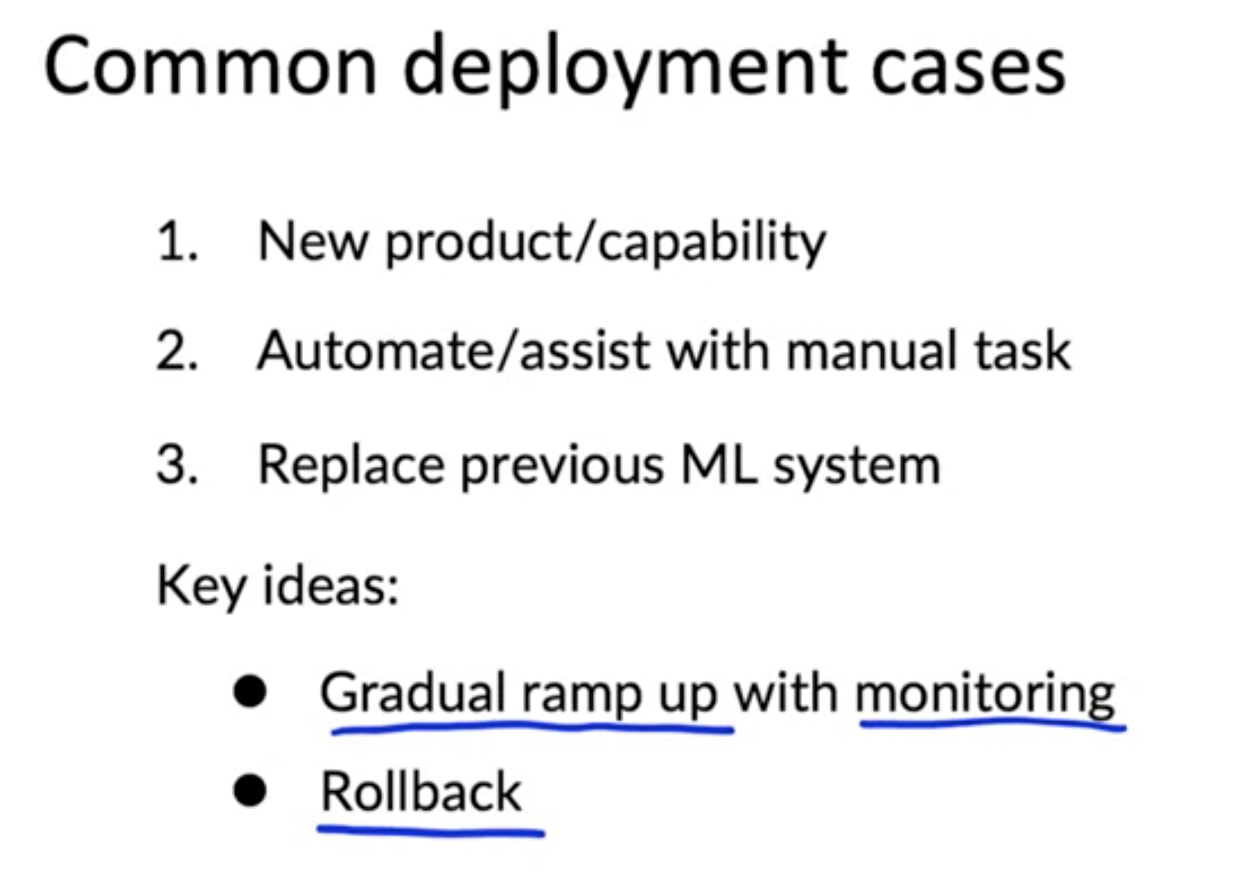 Common deployment cases
1. New product/capability
2. Automate/assist with manual task
3. Replace previous ML system
Key ideas:
● Gradual ramp up with monitoring
● Rollback